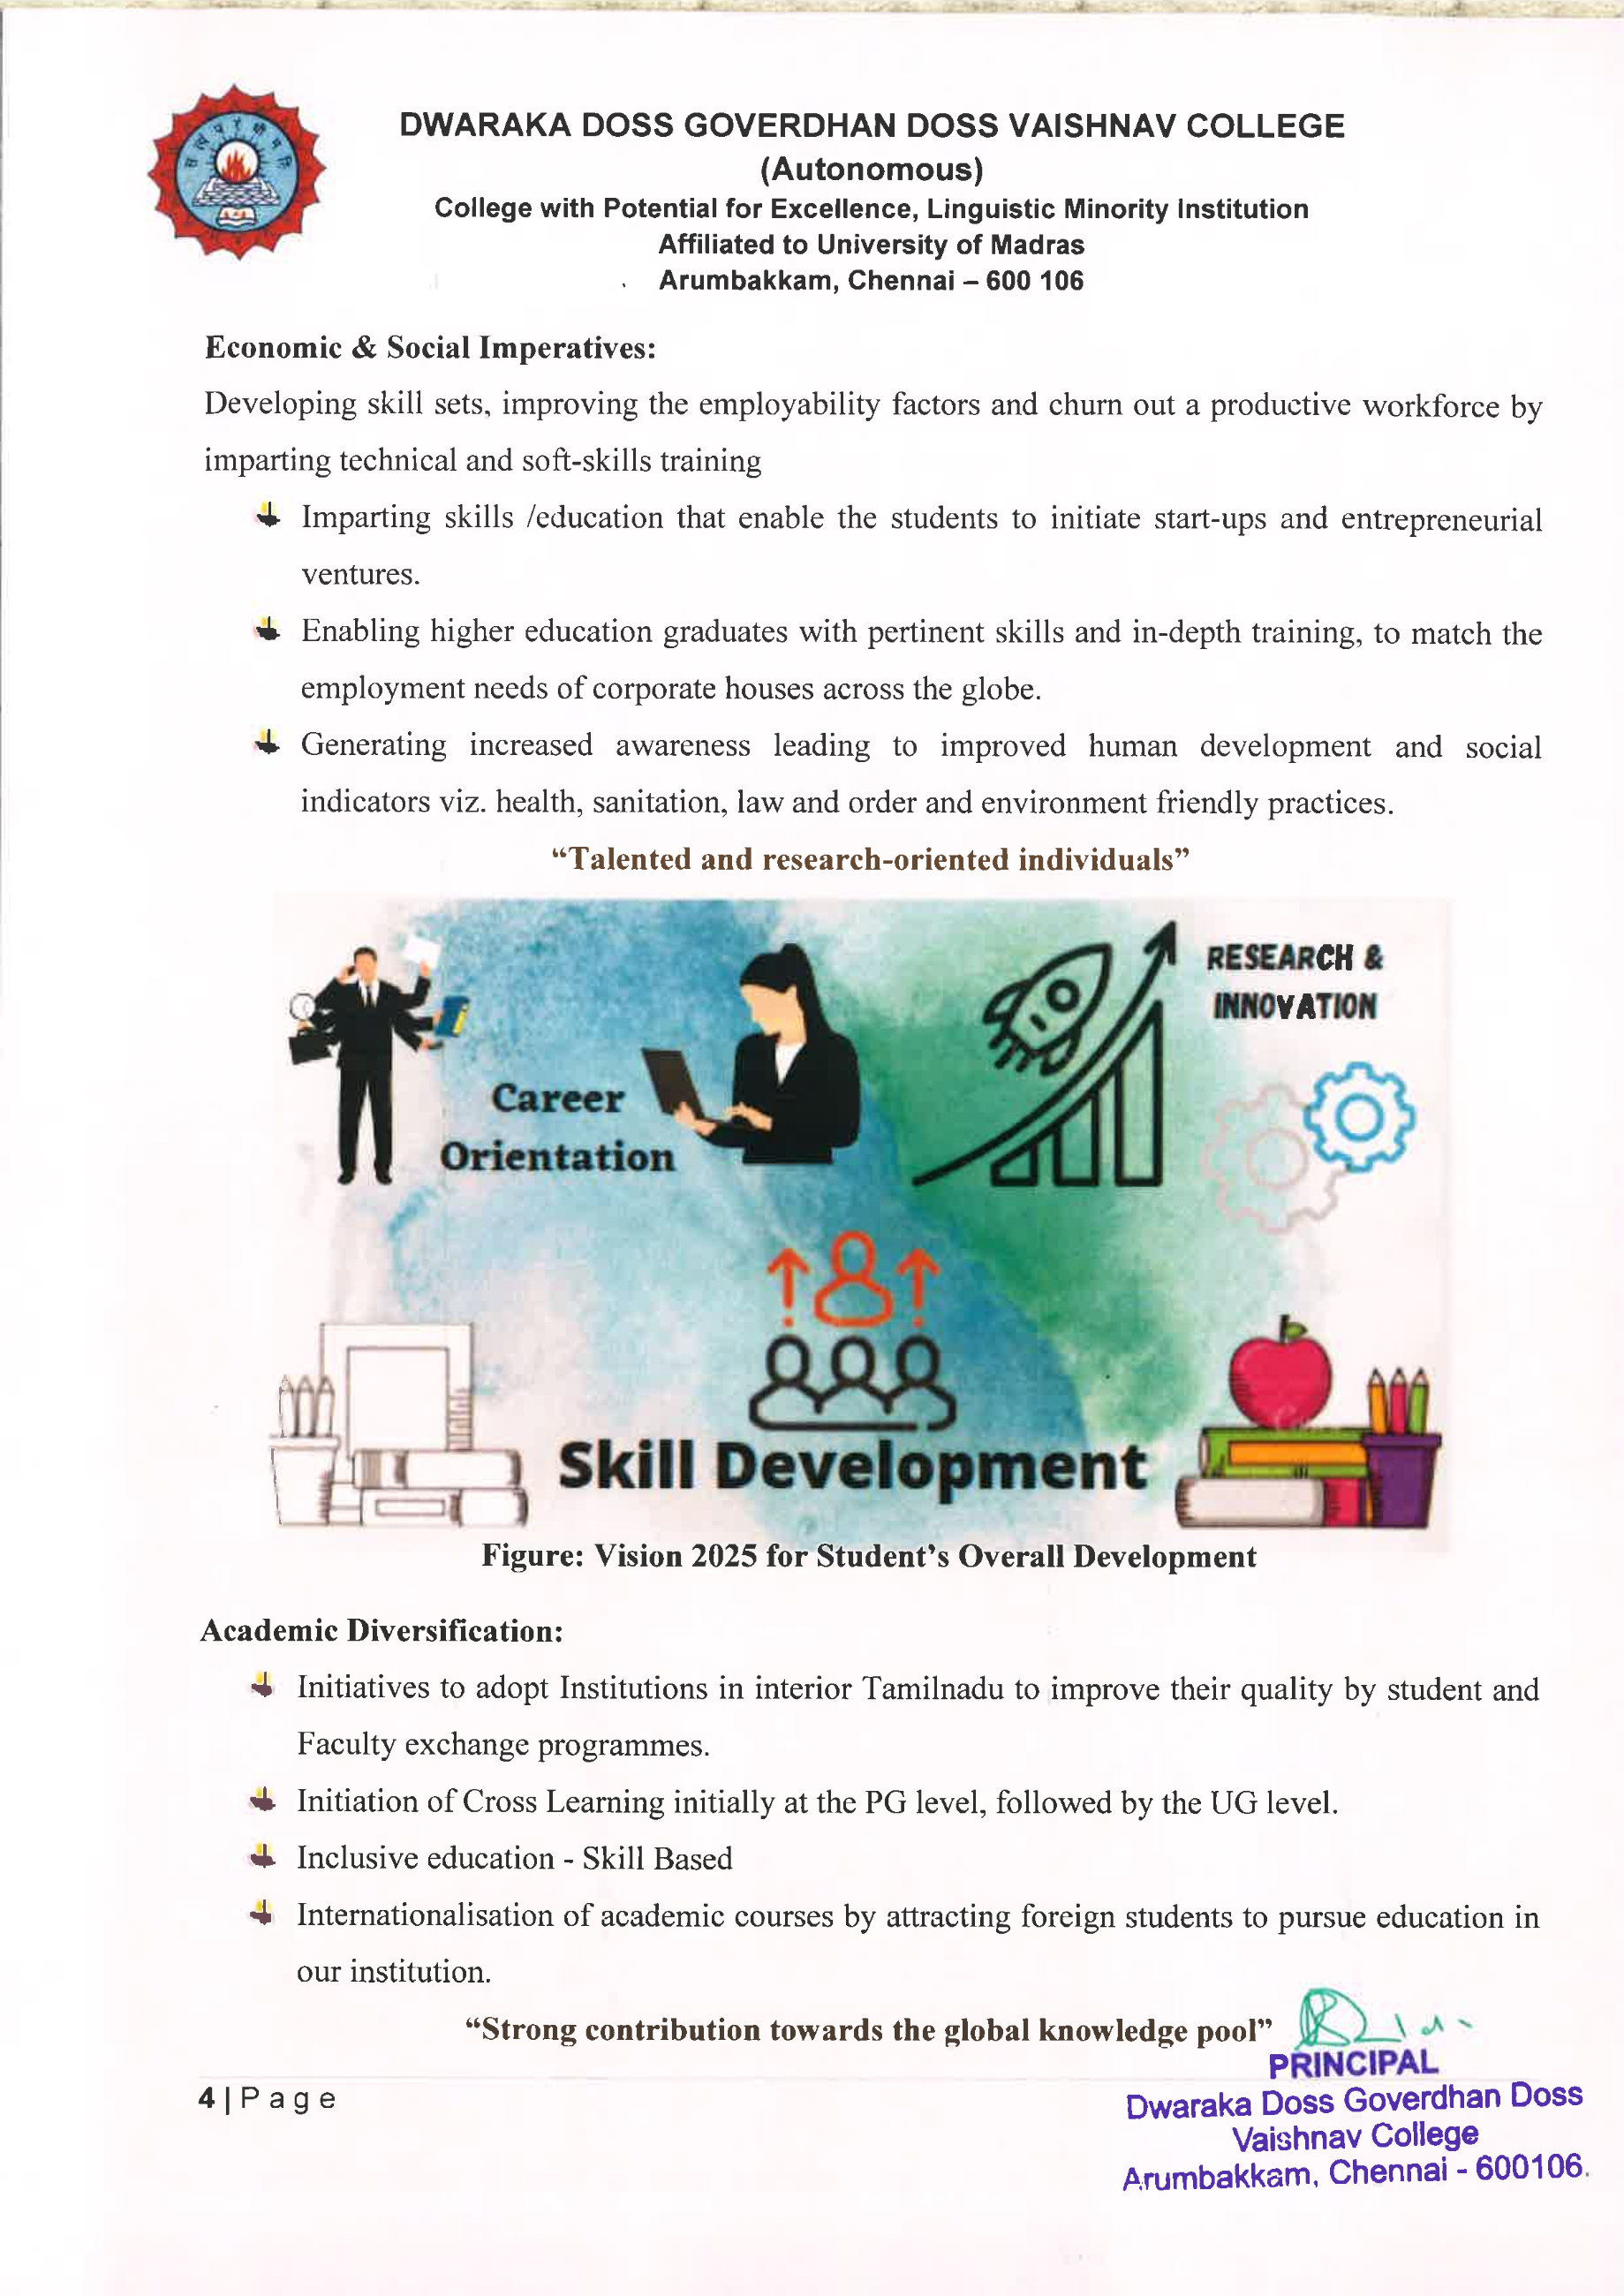 DWARAKA DOSS GOVERDHAN DOSS VAISHNAV COLLEGE
(Autonomous)
College with Potential for Excellence, Linguistic Minority Institution
Affiliated to University of Madras
Arumbakkam, Chennai – 600 106
Economic & Social Imperatives:
Developing skill sets, improving the employability factors and churn out a productive workforce by
imparting technical and soft-skills training
Imparting skills /education that enable the students to initiate start-ups and entrepreneurial
ventures.
Enabling higher education graduates with pertinent skills and in-depth training, to match the
employment needs of corporate houses across the globe.
Generating increased awareness leading to improved human development and social
indicators viz. health, sanitation, law and order and environment friendly practices.
“Talented and research-oriented individuals”
RESEARCH &
INNOVATION
Career
Orientation
Skill Development
Figure: Vision 2025 for Student’s Overall Development
Academic Diversification:
Initiatives to adopt Institutions in interior Tamilnadu to improve their quality by student and
Faculty exchange programmes.
Initiation of Cross Learning initially at the PG level, followed by the UG level.
Inclusive education - Skill Based
Internationalisation of academic courses by attracting foreign students to pursue education in
our institution.
“Strong contribution towards the global knowledge pool”
PRINCIPAL
Dwaraka Doss Goverdhan Doss
Vaishnav College
Arumbakkam, Chennai - 600106.
4 | P a g e